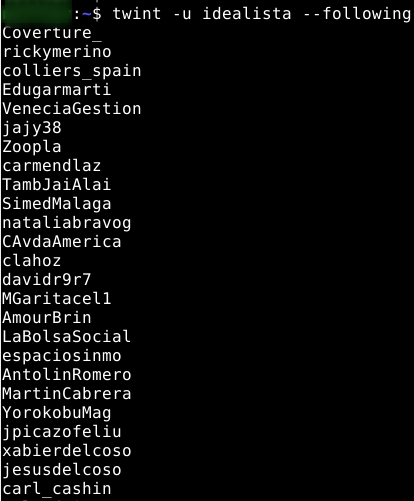 :~$ twint -u idealista --following
Coverture_
rickymerino
colliers_spain
Edugarmarti
VeneciaGestion
jajy38
Zoopla
carmendlaz
TambJaiAlai
SimedMalaga
nataliabravog
CAvdaAmerica
clahoz
davidr9r7
MGaritacel1
AmourBrin
LaBolsaSocial
espaciosinmo
AntolinRomero
MartinCabrera
YorokobuMag
jpicazofeliu
xabierdelcoso
jesusdelcoso
carl_cashin